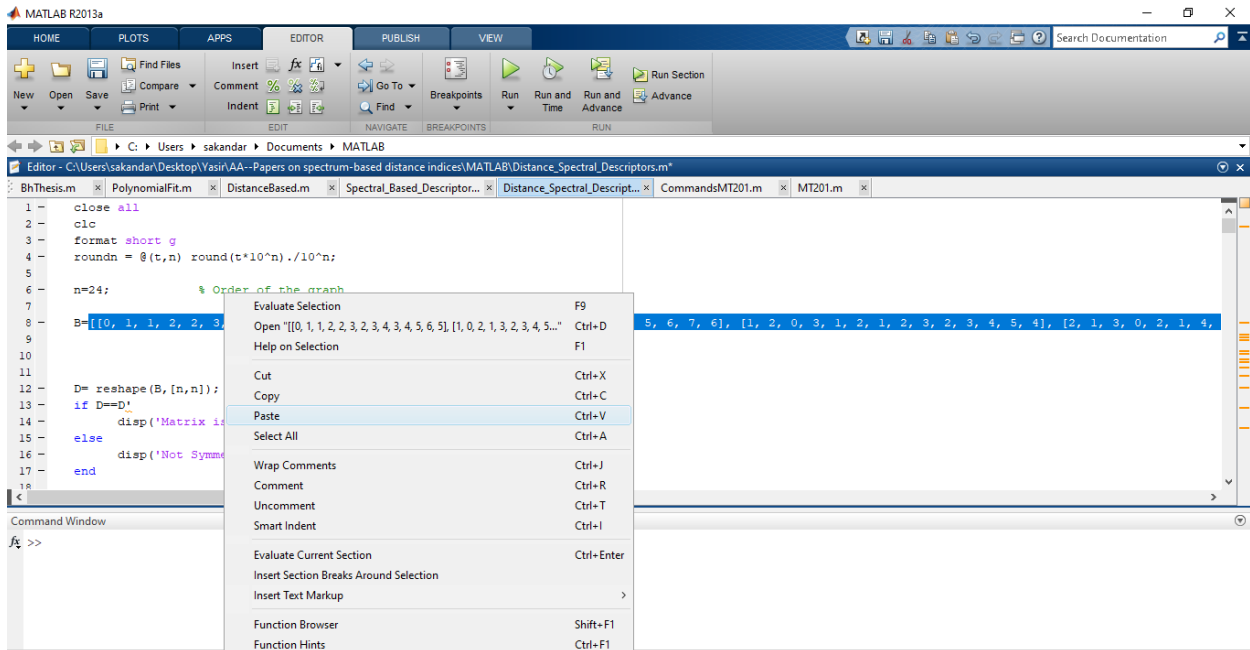 MATLAB R2013a
HOME PLOTS APPS EDITOR PUBLISH VIEW Search Documentation
Find Files Insert fx
Compare Comment Go To Run Section
New Open Save Breakpoints Run Run and Time Run and Advance Advance
Print Indent Find
FILE EDIT NAVIGATE BREAKPOINTS RUN
C: Users sakandar Documents MATLAB
Editor - C:\Users\sakandar\Desktop\Yasir\AA--Papers on spectrum-based distance indices\MATLAB\Distance_Spectral_Descriptors.m*
BhThesis.m × PolynomialFit.m × DistanceBased.m × Spectral_Based_Descriptor... × Distance_Spectral_Descript... × CommandsMT201.m × MT201.m ×
1 – close all
2 – clc
3 – format short g
4 – roundn = @(t,n) round(t*10^n)./10^n;
5
6 – n=24; % Order of the graph
7
8 – B=[[0, 1, 1, 2, 2, 3, 5, 6, 7, 6], [1, 2, 0, 3, 1, 2, 1, 2, 3, 2, 3, 4, 5, 4], [2, 1, 3, 0, 2, 1, 4,
9
10
11
12 – D= reshape(B,[n,n]);
13 – if D==D'
14 – disp('Matrix is
15 – else
16 – disp('Not Symme
17 – end
18
Evaluate Selection F9
Open "[[0, 1, 1, 2, 2, 3, 2, 3, 4, 3, 4, 5, 6, 5], [1, 0, 2, 1, 3, 2, 3, 4, 5..." Ctrl+D
Help on Selection F1
Cut Ctrl+X
Copy Ctrl+C
Paste Ctrl+V
Select All Ctrl+A
Wrap Comments Ctrl+J
Comment Ctrl+R
Uncomment Ctrl+T
Smart Indent Ctrl+I
Evaluate Current Section Ctrl+Enter
Insert Section Breaks Around Selection
Insert Text Markup >
Function Browser Shift+F1
Function Hints Ctrl+F1
Command Window
fx >>